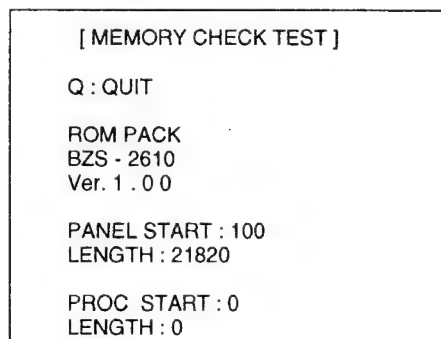 [ MEMORY CHECK TEST ]
Q : QUIT
ROM PACK
BZS - 2610
Ver. 1 . 0 0
PANEL START : 100
LENGTH : 21820
PROC START : 0
LENGTH : 0